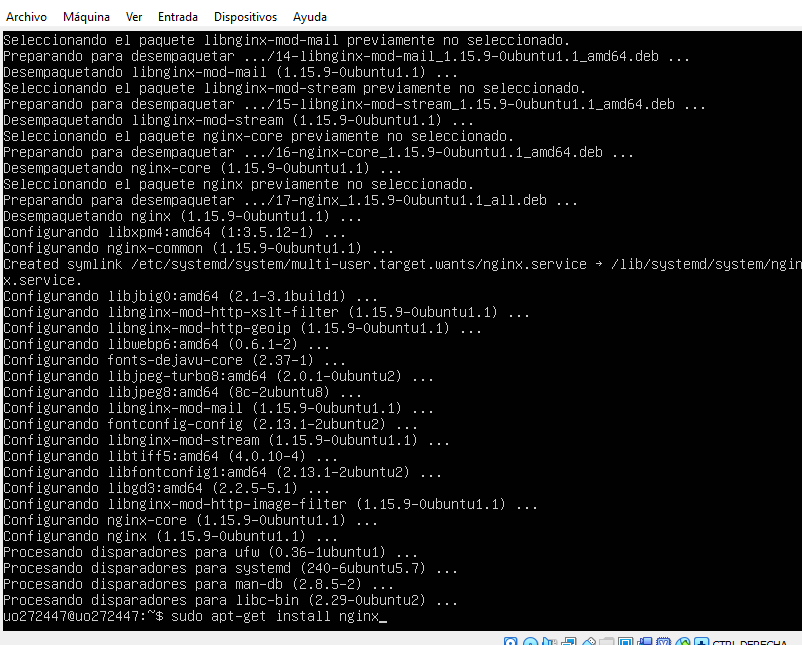 Archivo Máquina Ver Entrada Dispositivos Ayuda
Seleccionando el paquete libnginx-mod-mail previamente no seleccionado.
Preparando para desempaquetar .../14-libnginx-mod-mail_1.15.9-0ubuntu1.1_amd64.deb ...
Desempaquetando libnginx-mod-mail (1.15.9-0ubuntu1.1) ...
Seleccionando el paquete libnginx-mod-stream previamente no seleccionado.
Preparando para desempaquetar .../15-libnginx-mod-stream_1.15.9-0ubuntu1.1_amd64.deb ...
Desempaquetando libnginx-mod-stream (1.15.9-0ubuntu1.1) ...
Seleccionando el paquete nginx-core previamente no seleccionado.
Preparando para desempaquetar .../16-nginx-core_1.15.9-0ubuntu1.1_amd64.deb ...
Desempaquetando nginx-core (1.15.9-0ubuntu1.1) ...
Seleccionando el paquete nginx previamente no seleccionado.
Preparando para desempaquetar .../17-nginx_1.15.9-0ubuntu1.1_all.deb ...
Desempaquetando nginx (1.15.9-0ubuntu1.1) ...
Configurando libxpm4:amd64 (1:3.5.12-1) ...
Configurando nginx-common (1.15.9-0ubuntu1.1) ...
Created symlink /etc/systemd/system/multi-user.target.wants/nginx.service → /lib/systemd/system/ngin
x.service.
Configurando libjbig0:amd64 (2.1-3.1build1) ...
Configurando libnginx-mod-http-xslt-filter (1.15.9-0ubuntu1.1) ...
Configurando libnginx-mod-http-geoip (1.15.9-0ubuntu1.1) ...
Configurando libwebp6:amd64 (0.6.1-2) ...
Configurando fonts-dejavu-core (2.37-1) ...
Configurando libjpeg-turbo8:amd64 (2.0.1-0ubuntu2) ...
Configurando libjpeg8:amd64 (8c-2ubuntu8) ...
Configurando libnginx-mod-mail (1.15.9-0ubuntu1.1) ...
Configurando fontconfig-config (2.13.1-2ubuntu2) ...
Configurando libnginx-mod-stream (1.15.9-0ubuntu1.1) ...
Configurando libtiff5:amd64 (4.0.10-4) ...
Configurando libfontconfig1:amd64 (2.13.1-2ubuntu2) ...
Configurando libgd3:amd64 (2.2.5-5.1) ...
Configurando libnginx-mod-http-image-filter (1.15.9-0ubuntu1.1) ...
Configurando nginx-core (1.15.9-0ubuntu1.1) ...
Configurando nginx (1.15.9-0ubuntu1.1) ...
Procesando disparadores para ufw (0.36-1ubuntu1) ...
Procesando disparadores para systemd (240-6ubuntu5.7) ...
Procesando disparadores para man-db (2.8.5-2) ...
Procesando disparadores para libc-bin (2.29-0ubuntu2) ...
uo272447@uo272447:~$ sudo apt-get install nginx_
CTRL DERECHA